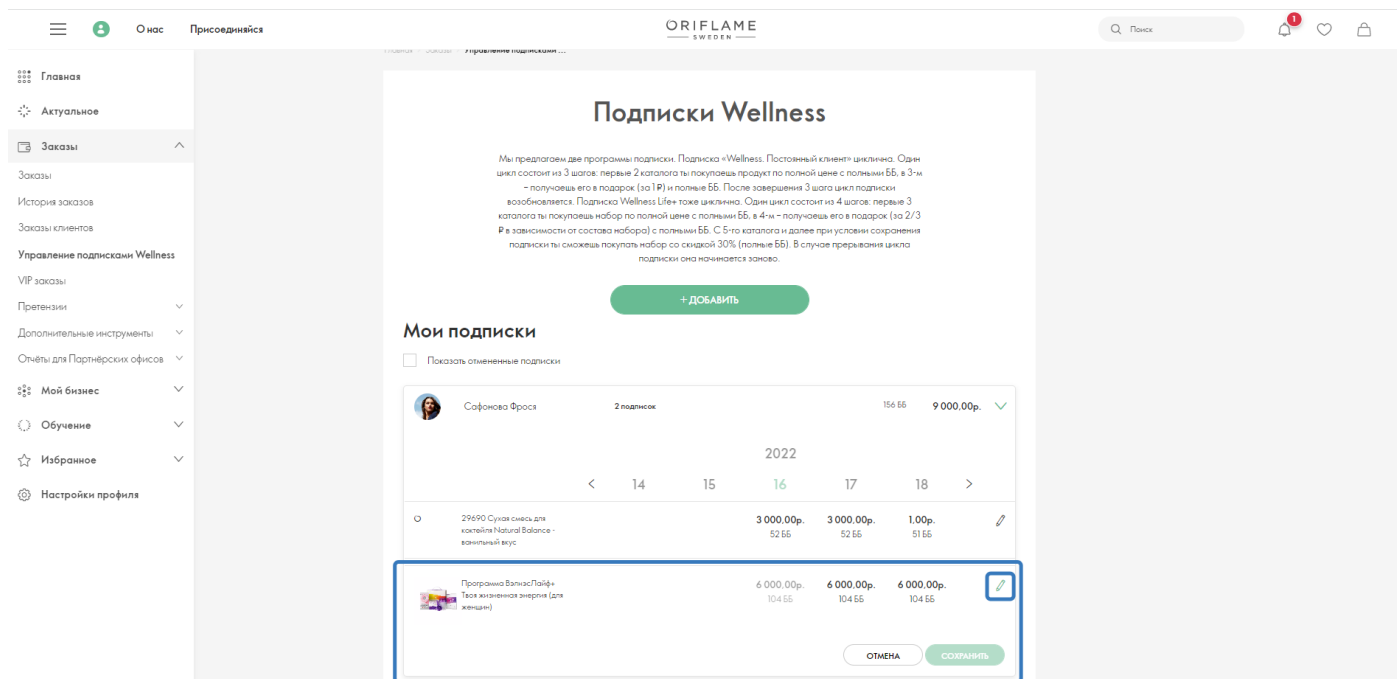 О нас
Присоединяйся
ORIFLAME
SWEDEN
Поиск
1
Главная
Заказы
Управление подписками ...
Главная
Актуальное
Заказы
Заказы
История заказов
Заказы клиентов
Управление подписками Wellness
VIP заказы
Претензии
Дополнительные инструменты
Отчёты для Партнёрских офисов
Мой бизнес
Обучение
Избранное
Настройки профиля
Подписки Wellness
Мы предлагаем две программы подписки. Подписка «Wellness. Постоянный клиент» циклична. Один
цикл состоит из 3 шагов: первые 2 каталога ты покупаешь продукт по полной цене с полными ББ, в 3-м
– получаешь его в подарок (за 1 ₽) и полные ББ. После завершения 3 шага цикл подписки
возобновляется. Подписка Wellness Life+ тоже циклична. Один цикл состоит из 4 шагов: первые 3
каталога ты покупаешь набор по полной цене с полными ББ, в 4-м – получаешь его в подарок (за 2/3
₽ в зависимости от состава набора) с полными ББ. С 5-го каталога и далее при условии сохранения
подписки ты сможешь покупать набор со скидкой 30% (полные ББ). В случае прерывания цикла
подписки она начинается заново.
+ ДОБАВИТЬ
Мои подписки
Показать отмененные подписки
Сафонова Фрося
2 подписок
156 ББ
9 000,00р.
2022
< 14 15 16 17 18 >
29690 Сухая смесь для
коктейля Natural Balance -
ванильный вкус
3 000,00р. 3 000,00р. 1,00р.
52 ББ 52 ББ 51 ББ
Программа ВэлнэсЛайф+
Твоя жизненная энергия (для
женщин)
6 000,00р. 6 000,00р. 6 000,00р.
104 ББ 104 ББ 104 ББ
ОТМЕНА
СОХРАНИТЬ